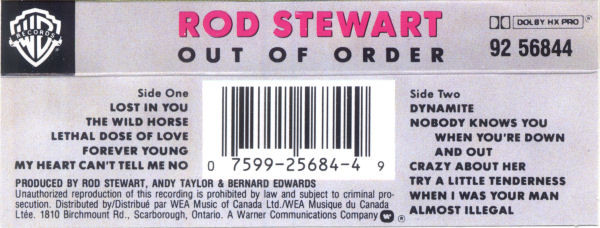 WB
RECORDS
ROD STEWART
OUT OF ORDER
DOLBY HX PRO
92 56844
Side One
LOST IN YOU
THE WILD HORSE
LETHAL DOSE OF LOVE
FOREVER YOUNG
MY HEART CAN'T TELL ME NO
0 7599-25684-4 9
Side Two
DYNAMITE
NOBODY KNOWS YOU
WHEN YOU'RE DOWN
AND OUT
CRAZY ABOUT HER
TRY A LITTLE TENDERNESS
WHEN I WAS YOUR MAN
ALMOST ILLEGAL
PRODUCED BY ROD STEWART, ANDY TAYLOR & BERNARD EDWARDS
Unauthorized reproduction of this recording is prohibited by law and subject to criminal pro-
secution. Distributed by/Distribué par WEA Music of Canada Ltd./WEA Musique du Canada
Ltée. 1810 Birchmount Rd., Scarborough, Ontario. A Warner Communications Company ®